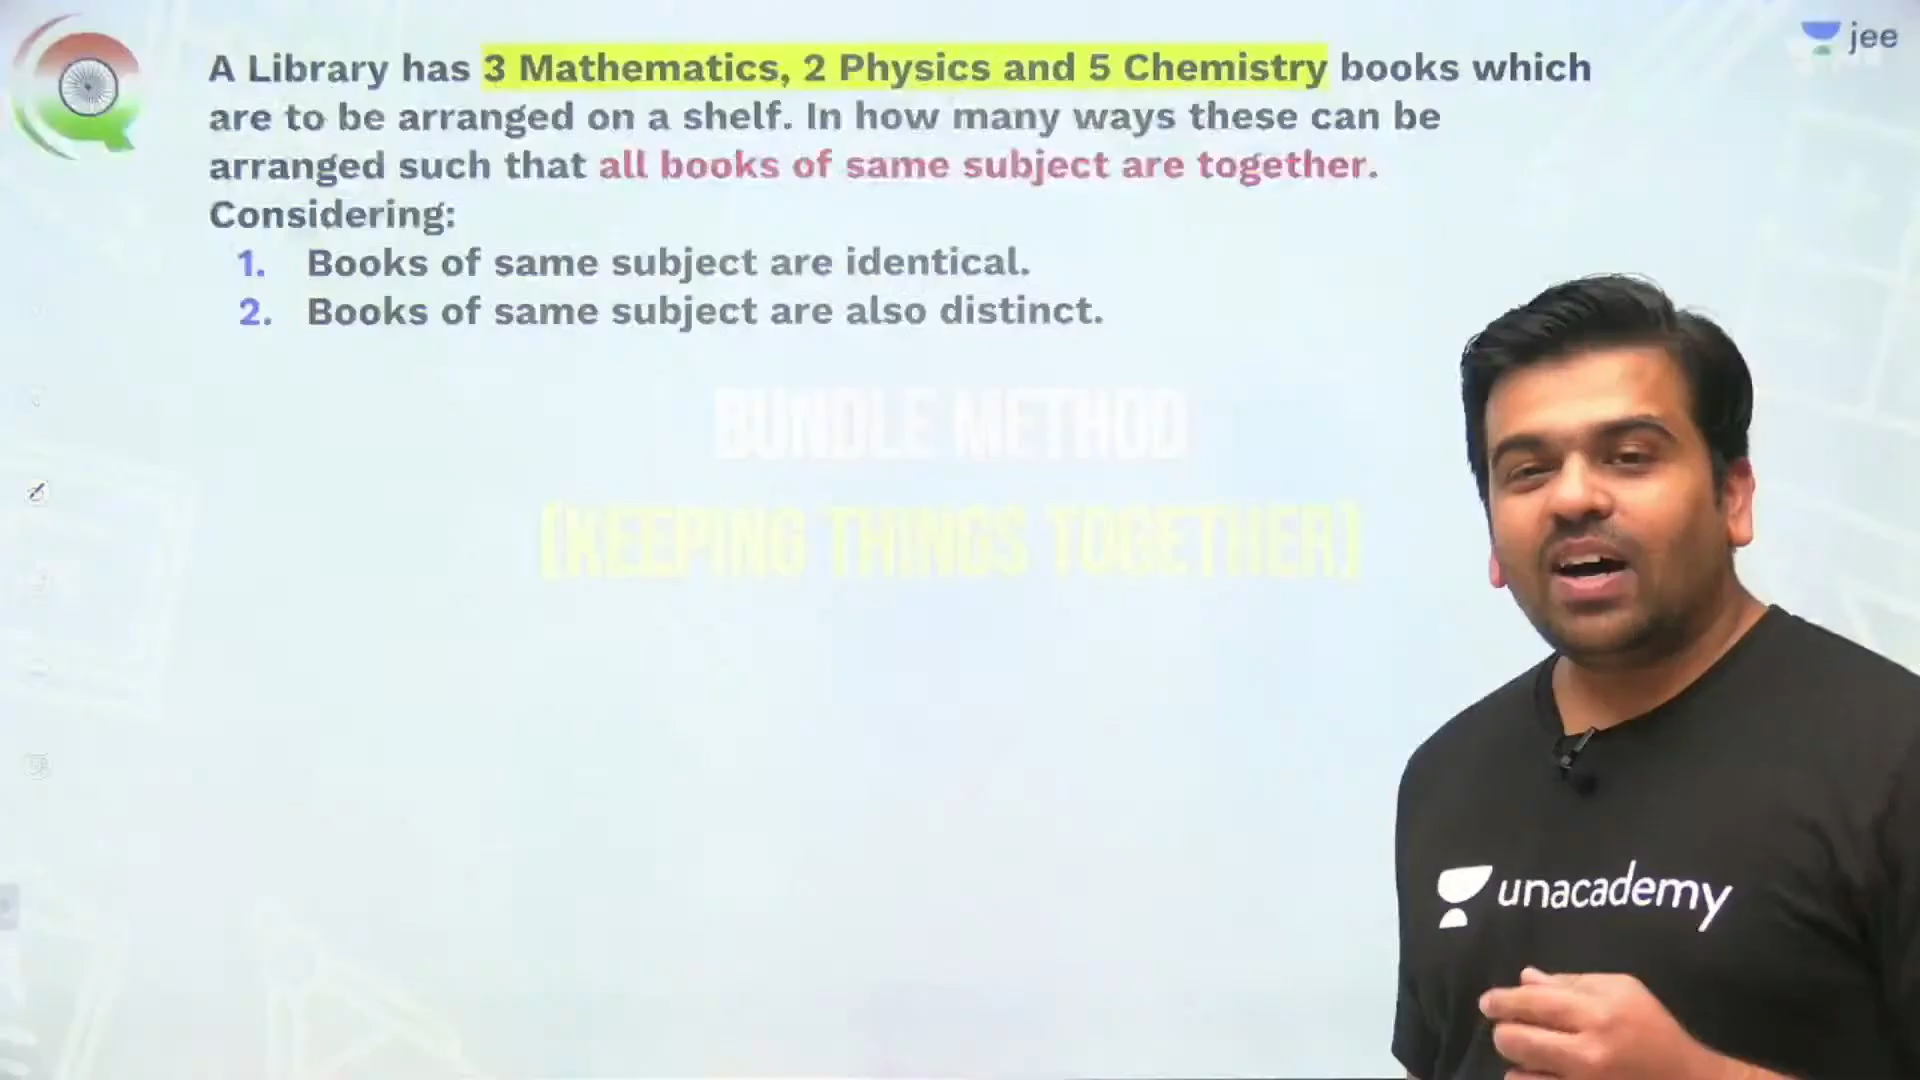 A Library has 3 Mathematics, 2 Physics and 5 Chemistry books which
are to be arranged on a shelf. In how many ways these can be
arranged such that all books of same subject are together.
Considering:
1. Books of same subject are identical.
2. Books of same subject are also distinct.
BUNDLE METHOD
(KEEPING THINGS TOGETHER)
jee
unacademy